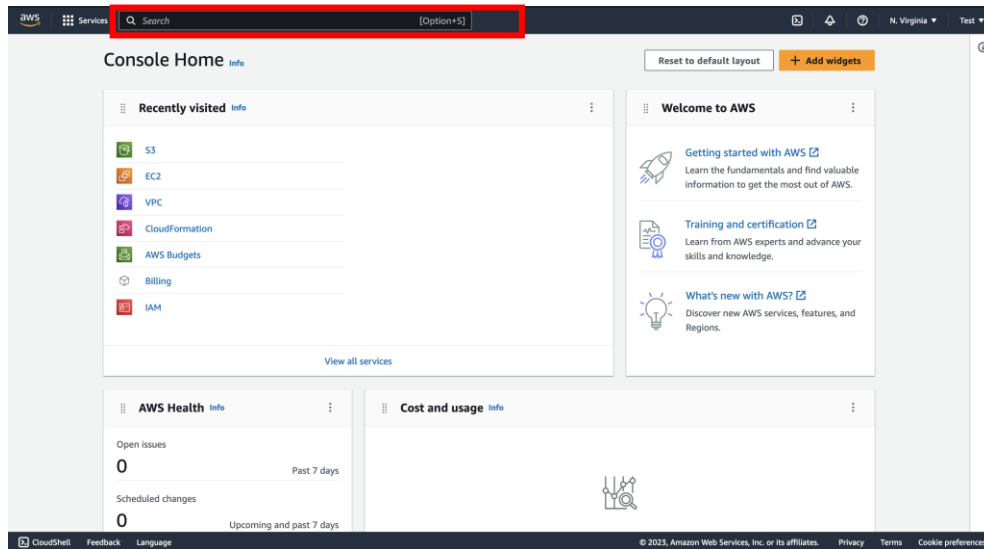 aws Services Search [Option+S] N. Virginia ▼ Test ▼
Console Home Info
Reset to default layout
+ Add widgets
Recently visited Info
S3
EC2
VPC
CloudFormation
AWS Budgets
Billing
IAM
View all services
Welcome to AWS
Getting started with AWS
Learn the fundamentals and find valuable
information to get the most out of AWS.
Training and certification
Learn from AWS experts and advance your
skills and knowledge.
What's new with AWS?
Discover new AWS services, features, and
Regions.
AWS Health Info
Open issues
0 Past 7 days
Scheduled changes
0 Upcoming and past 7 days
Cost and usage Info
CloudShell Feedback Language © 2023, Amazon Web Services, Inc. or its affiliates. Privacy Terms Cookie preferences